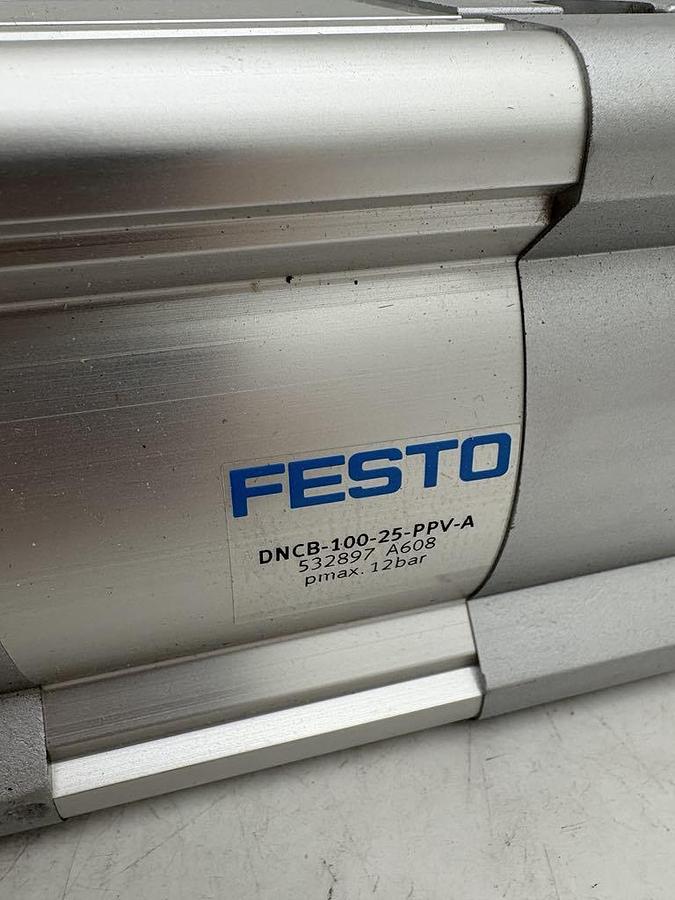 FESTO
DNCB-100-25-PPV-A
532897 A608
pmax. 12bar